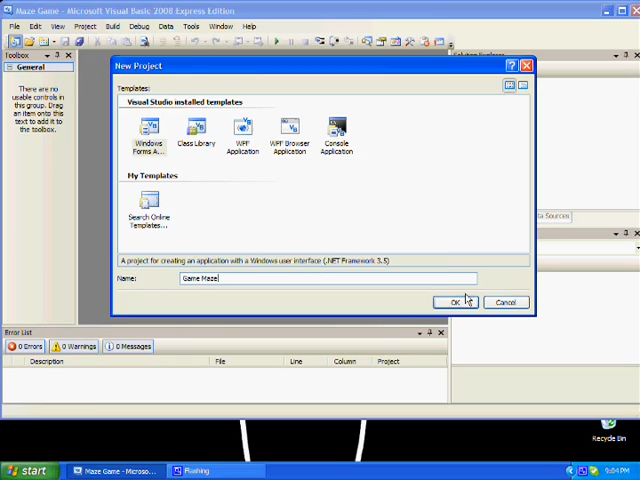 Maze Game - Microsoft Visual Basic 2008 Express Edition
File Edit View Project Build Debug Data Tools Window Help
Toolbox
General
There are no usable controls in this group. Drag an item onto this text to add it to the toolbox.
New Project
Templates:
Visual Studio installed templates
Windows Forms A...
Class Library
WPF Application
WPF Browser Application
Console Application
My Templates
Search Online Templates...
A project for creating an application with a Windows user interface (.NET Framework 3.5)
Name: Game Maze
OK Cancel
Data Sources
Error List
0 Errors 0 Warnings 0 Messages
Description File Line Column Project
Recycle Bin
start Maze Game - Microso... Flashing 9:04 PM